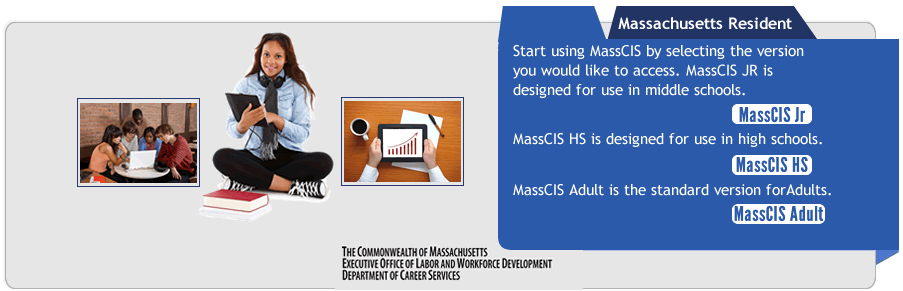 Massachusetts Resident
Start using MassCIS by selecting the version
you would like to access. MassCIS JR is
designed for use in middle schools.
MassCIS Jr
MassCIS HS is designed for use in high schools.
MassCIS HS
MassCIS Adult is the standard version forAdults.
MassCIS Adult
The Commonwealth of Massachusetts
Executive Office of Labor and Workforce Development
Department of Career Services